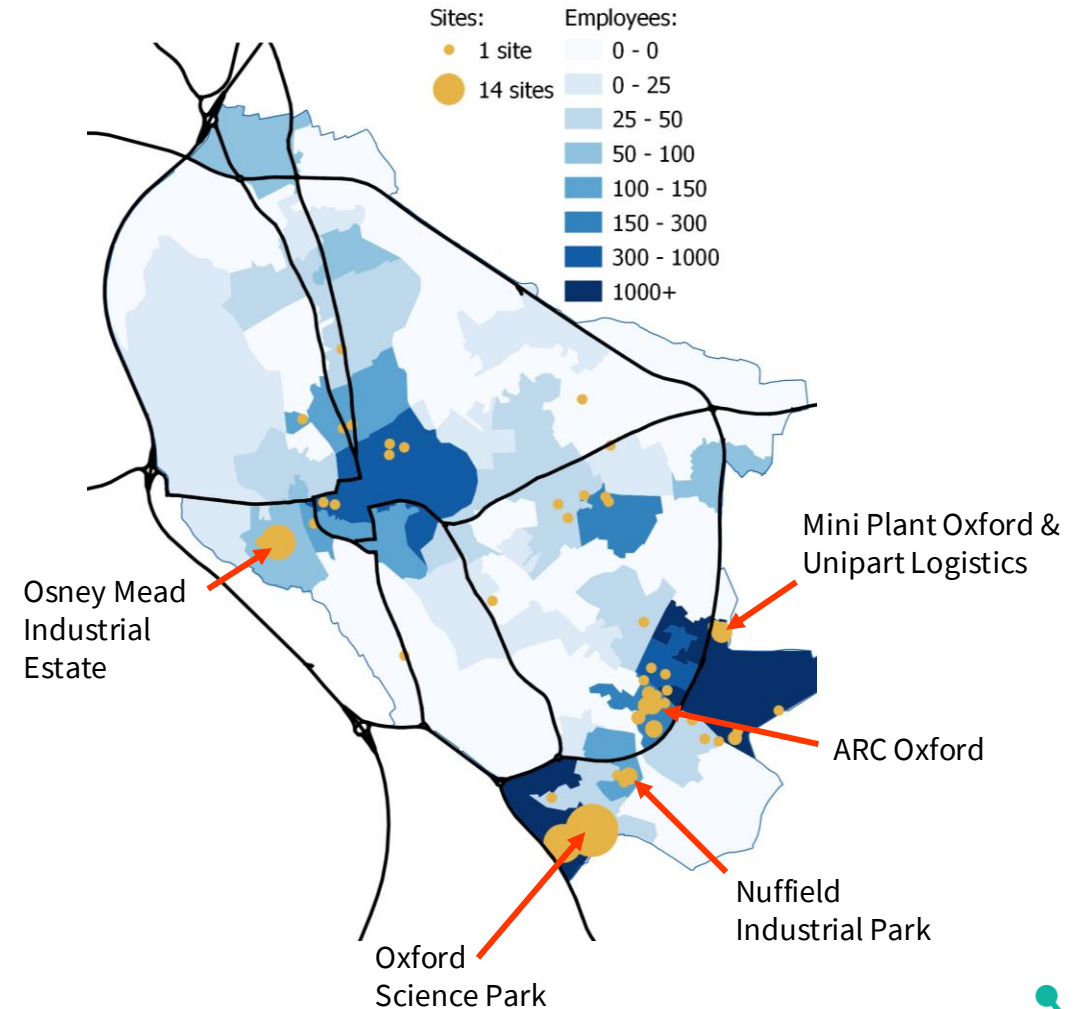 Sites:
1 site
14 sites
Employees:
0 - 0
0 - 25
25 - 50
50 - 100
100 - 150
150 - 300
300 - 1000
1000+
Mini Plant Oxford &
Unipart Logistics
Osney Mead
Industrial
Estate
ARC Oxford
Nuffield
Industrial Park
Oxford
Science Park